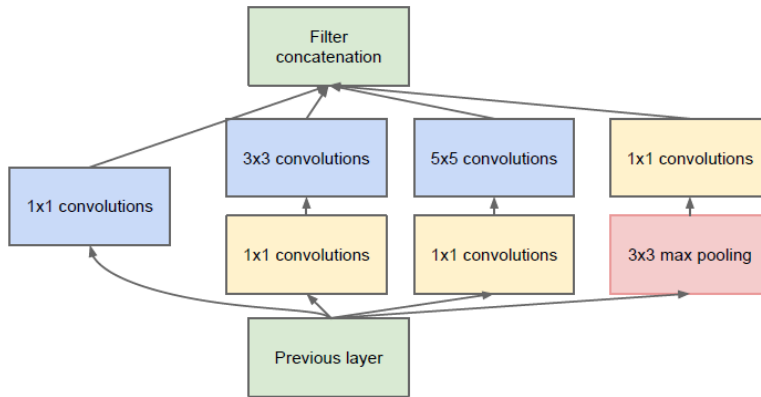 Filter
concatenation
3x3 convolutions
5x5 convolutions
1x1 convolutions
1x1 convolutions
1x1 convolutions
1x1 convolutions
3x3 max pooling
Previous layer